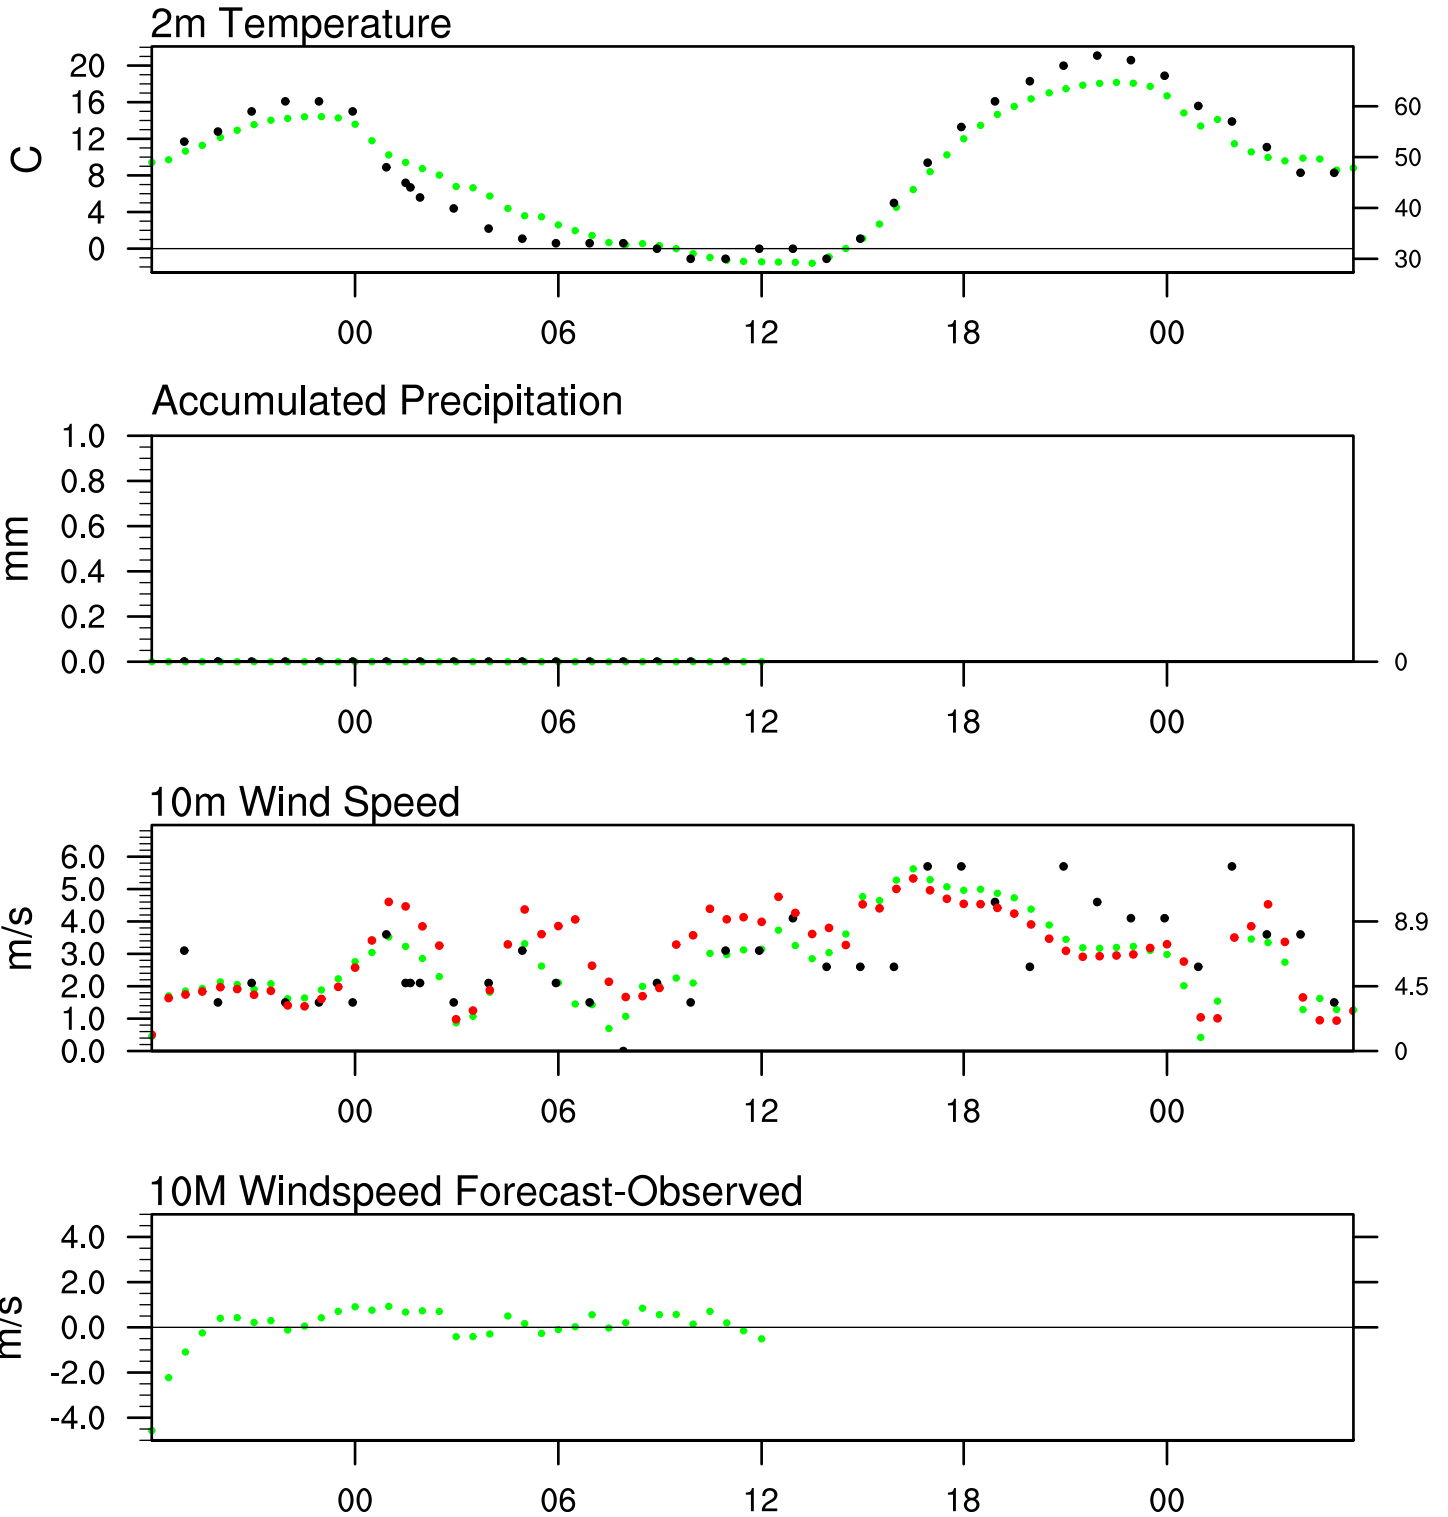 2m Temperature
20
16
12
8
4
0
C
60
50
40
30
00 06 12 18 00
Accumulated Precipitation
1.0
0.8
0.6
0.4
0.2
0.0
mm
0
00 06 12 18 00
10m Wind Speed
6.0
5.0
4.0
3.0
2.0
1.0
0.0
m/s
8.9
4.5
0
00 06 12 18 00
10M Windspeed Forecast-Observed
4.0
2.0
0.0
-2.0
-4.0
m/s
00 06 12 18 00